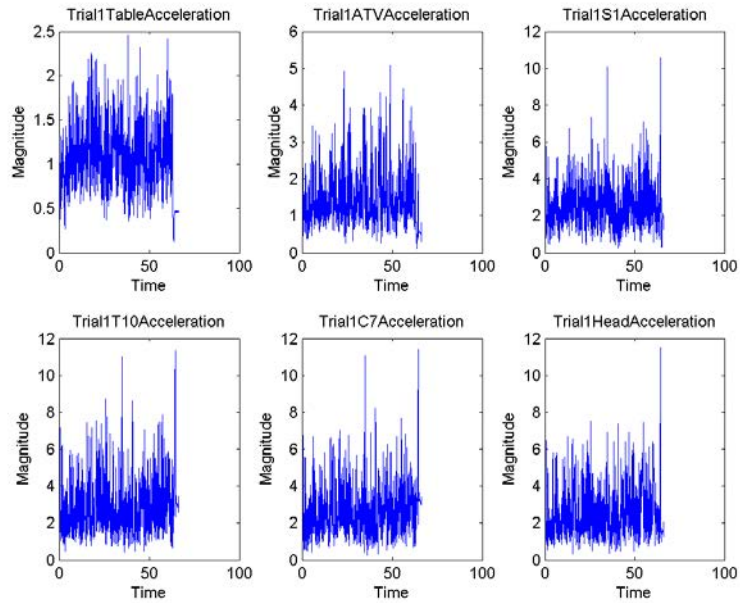 Trial1TableAcceleration
Magnitude
2.5
2
1.5
1
0.5
0
0 50 100
Time
Trial1ATVAcceleration
Magnitude
6
5
4
3
2
1
0
0 50 100
Time
Trial1S1Acceleration
Magnitude
12
10
8
6
4
2
0
0 50 100
Time
Trial1T10Acceleration
Magnitude
12
10
8
6
4
2
0
0 50 100
Time
Trial1C7Acceleration
Magnitude
12
10
8
6
4
2
0
0 50 100
Time
Trial1HeadAcceleration
Magnitude
12
10
8
6
4
2
0
0 50 100
Time